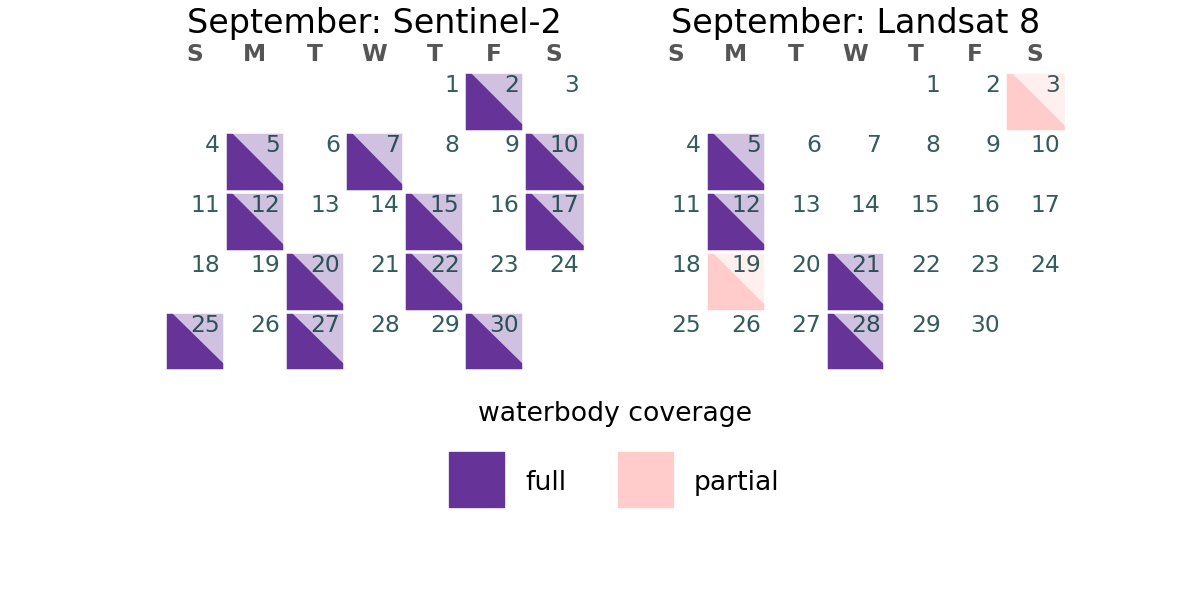 September: Sentinel-2
S M T W T F S
1 2 3
4 5 6 7 8 9 10
11 12 13 14 15 16 17
18 19 20 21 22 23 24
25 26 27 28 29 30
September: Landsat 8
S M T W T F S
1 2 3
4 5 6 7 8 9 10
11 12 13 14 15 16 17
18 19 20 21 22 23 24
25 26 27 28 29 30
waterbody coverage
full partial